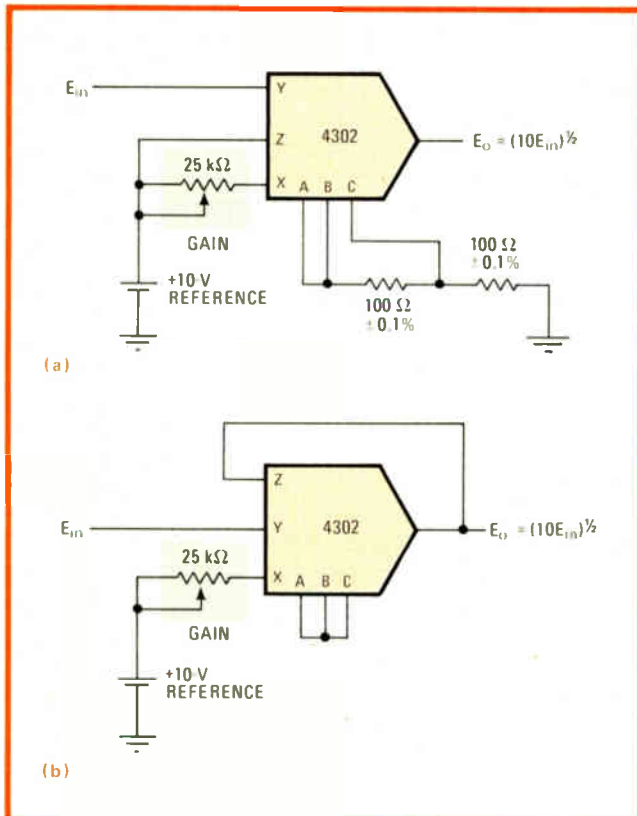 E_in
Y
Z
X
4302
A B C
E_o = (10E_in)^½
25 kΩ
GAIN
+10 V
REFERENCE
100 Ω
±0.1%
100 Ω
±0.1%
(a)
Z
E_in
Y
4302
E_o = (10E_in)^½
25 kΩ
X
A B C
GAIN
+10 V
REFERENCE
(b)